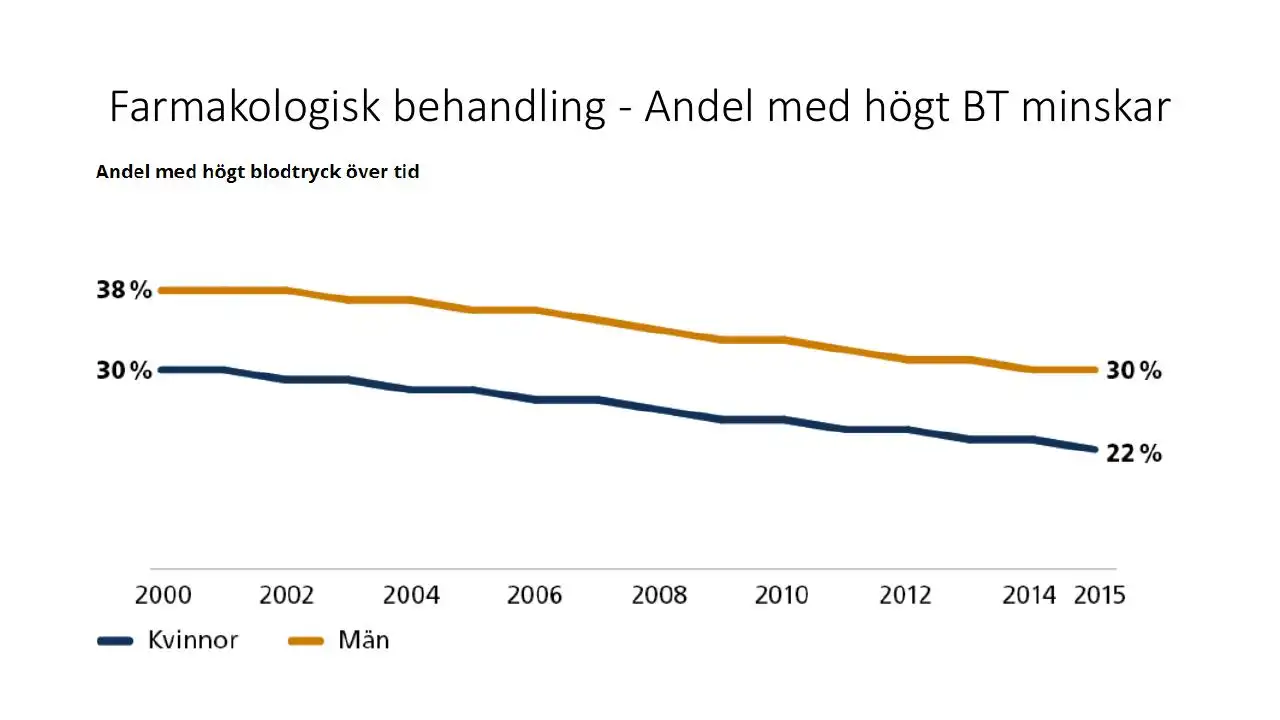 Farmakologisk behandling - Andel med högt BT minskar
Andel med högt blodtryck över tid
38 %
30 %
30 %
22 %
2000 2002 2004 2006 2008 2010 2012 2014 2015
Kvinnor Män